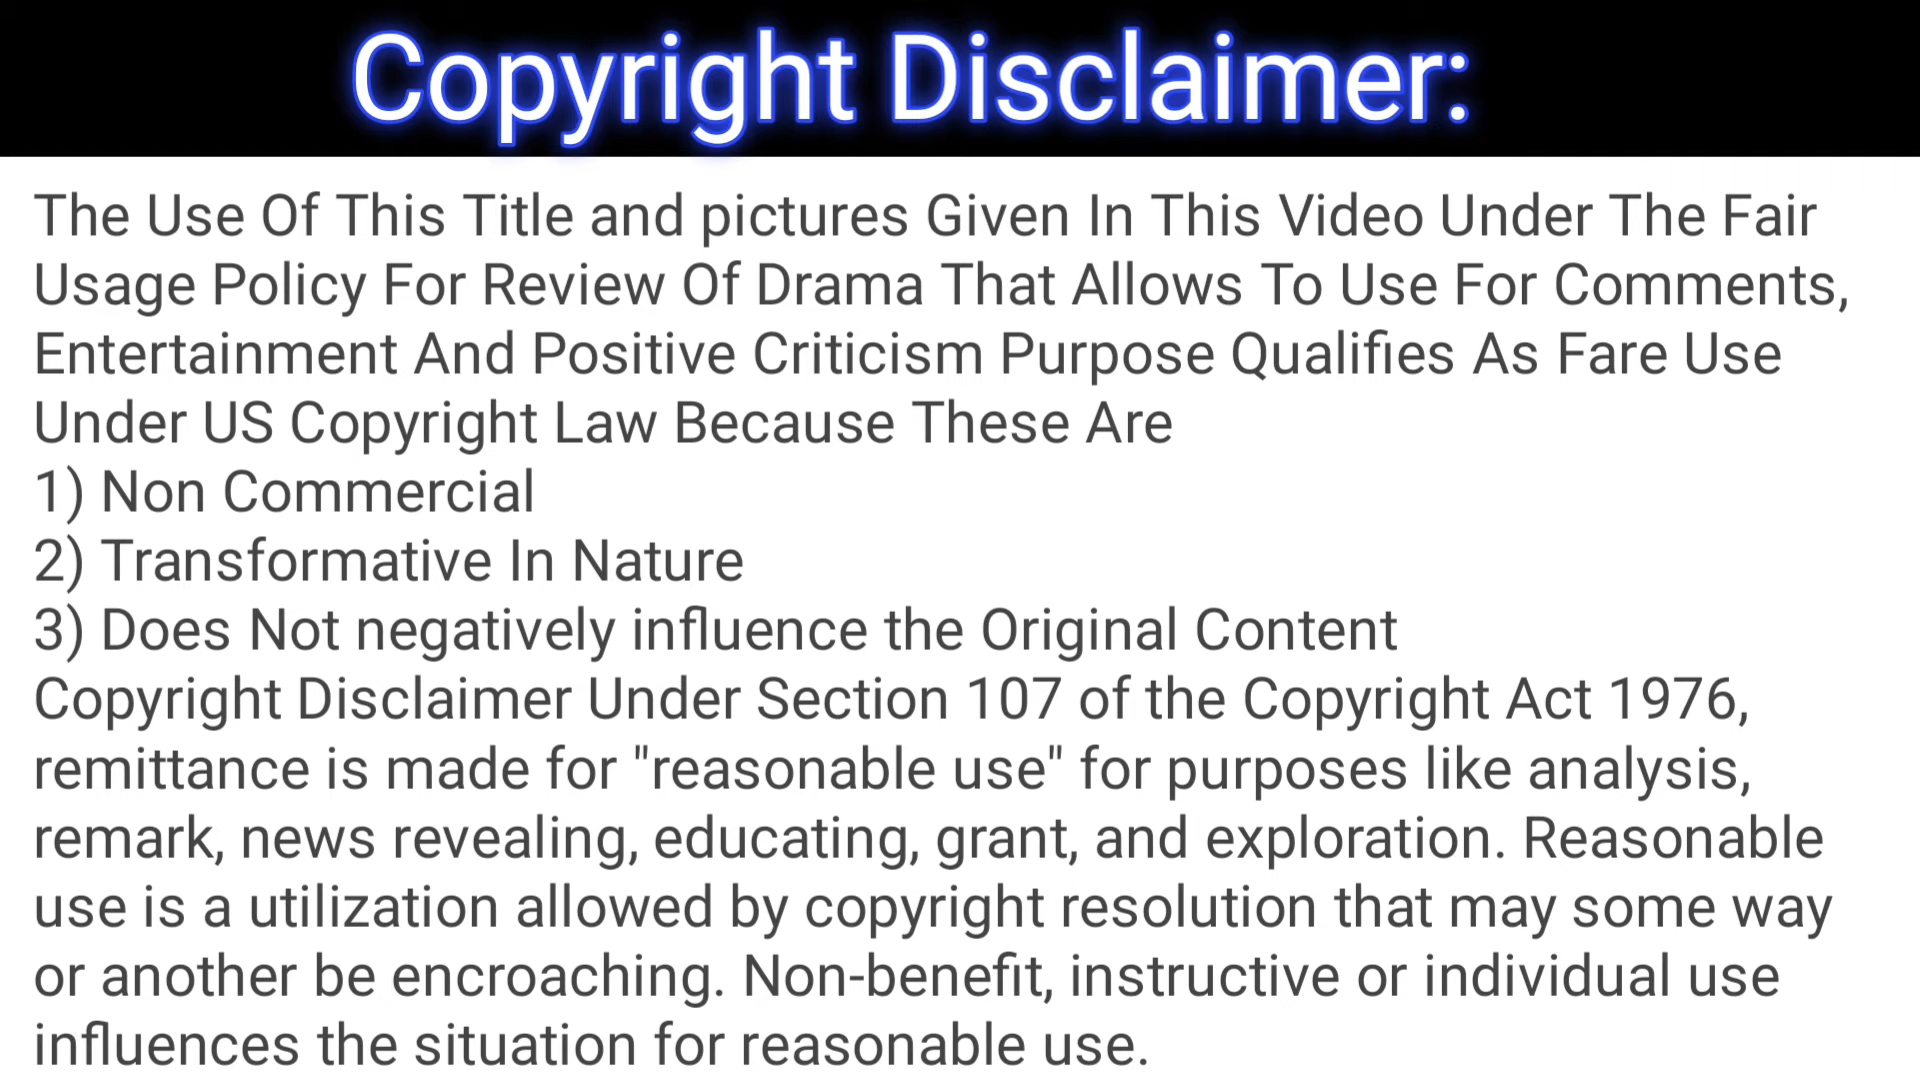 Copyright Disclaimer:
The Use Of This Title and pictures Given In This Video Under The Fair
Usage Policy For Review Of Drama That Allows To Use For Comments,
Entertainment And Positive Criticism Purpose Qualifies As Fare Use
Under US Copyright Law Because These Are
1) Non Commercial
2) Transformative In Nature
3) Does Not negatively influence the Original Content
Copyright Disclaimer Under Section 107 of the Copyright Act 1976,
remittance is made for "reasonable use" for purposes like analysis,
remark, news revealing, educating, grant, and exploration. Reasonable
use is a utilization allowed by copyright resolution that may some way
or another be encroaching. Non-benefit, instructive or individual use
influences the situation for reasonable use.